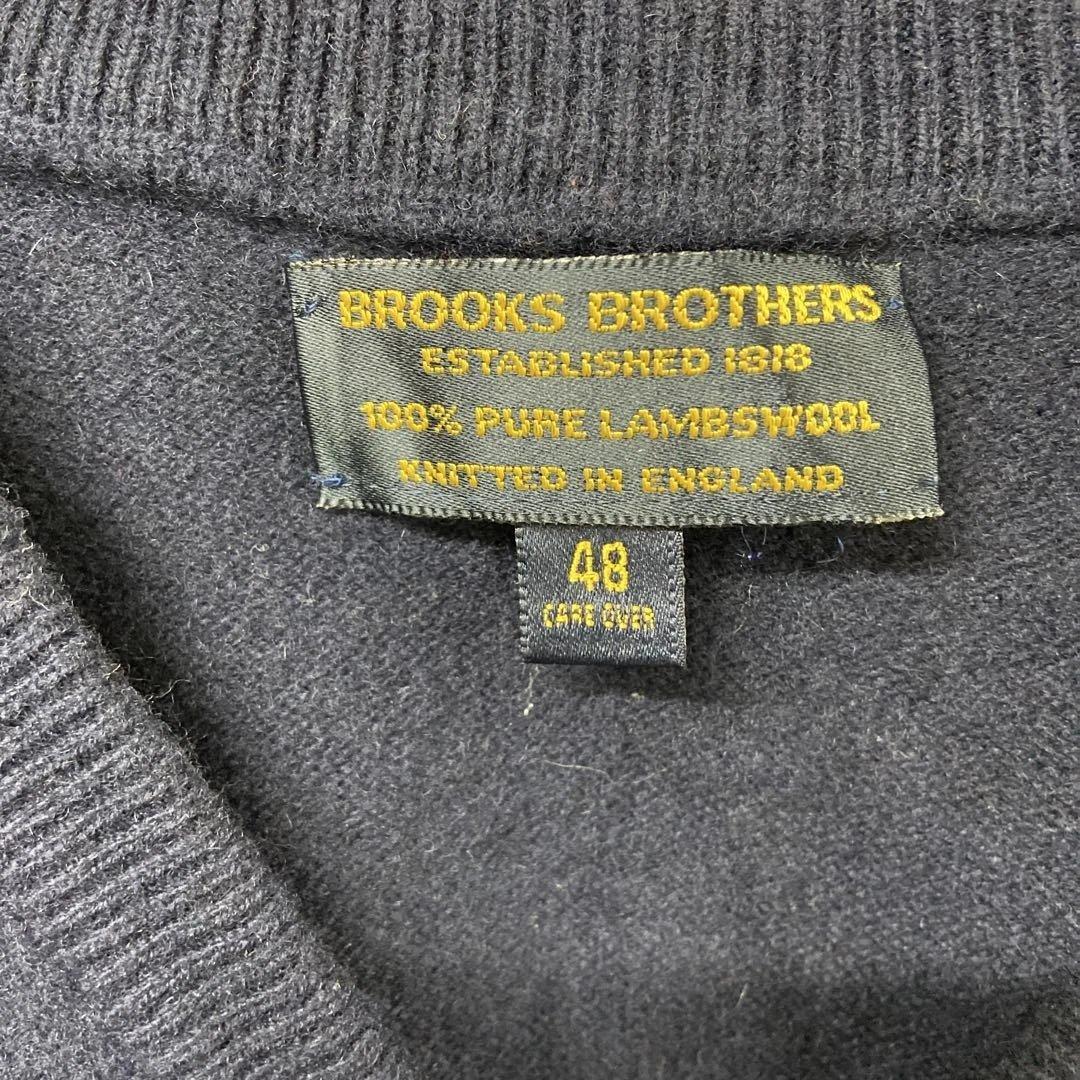 BROOKS BROTHERS
ESTABLISHED 1818
100% PURE LAMBSWOOL
KNITTED IN ENGLAND
48
CARE OVER